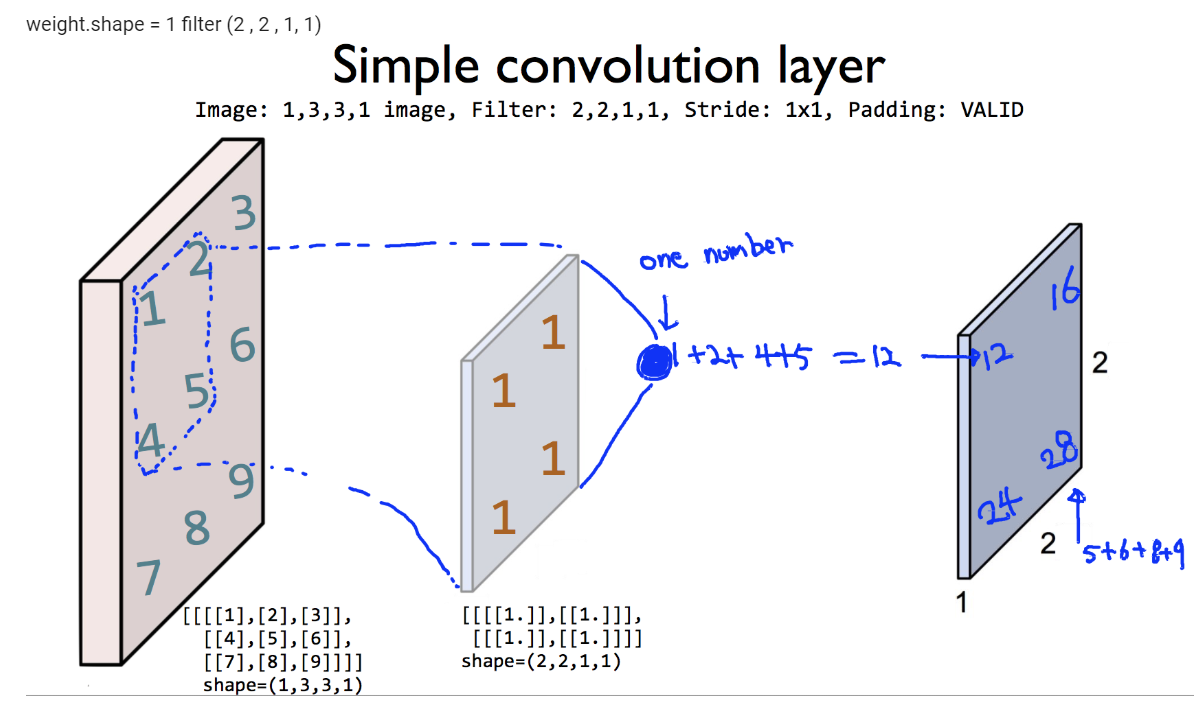 weight.shape = 1 filter (2 , 2 , 1, 1)
Simple convolution layer
Image: 1,3,3,1 image, Filter: 2,2,1,1, Stride: 1x1, Padding: VALID
1 2 3
4 5 6
7 8 9
1 1
1 1
one number
1+2+4+5 = 12
12 16
24 28
2
2
1
5+6+8+9
[[[[1],[2],[3]],
[[4],[5],[6]],
[[7],[8],[9]]]]
shape=(1,3,3,1)
[[[[1.]],[[1.]]],
[[[1.]],[[1.]]]]
shape=(2,2,1,1)